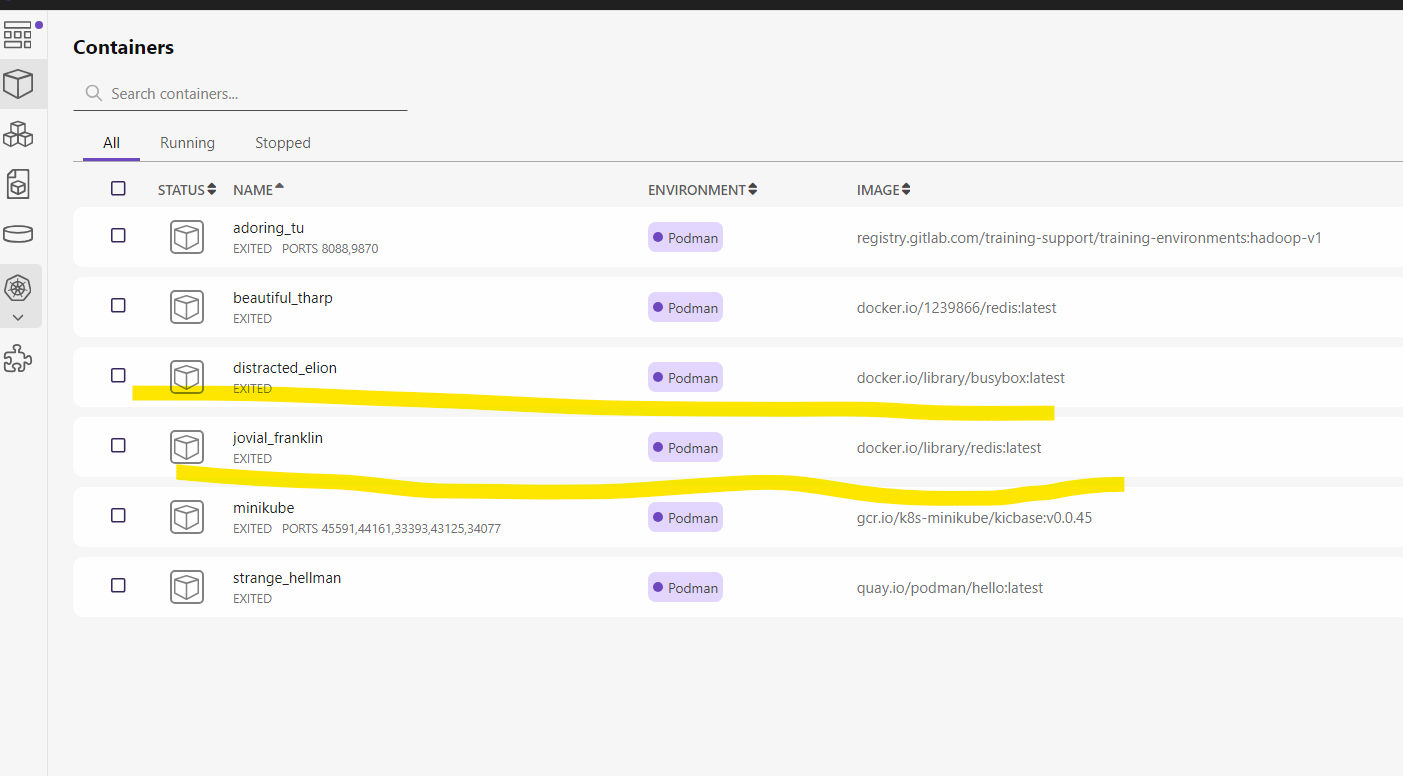 Containers
Search containers...
All Running Stopped
STATUS NAME ENVIRONMENT IMAGE
adoring_tu
EXITED PORTS 8088,9870
Podman
registry.gitlab.com/training-support/training-environments:hadoop-v1
beautiful_tharp
EXITED
Podman
docker.io/1239866/redis:latest
distracted_elion
EXITED
Podman
docker.io/library/busybox:latest
jovial_franklin
EXITED
Podman
docker.io/library/redis:latest
minikube
EXITED PORTS 45591,44161,33393,43125,34077
Podman
gcr.io/k8s-minikube/kicbase:v0.0.45
strange_hellman
EXITED
Podman
quay.io/podman/hello:latest